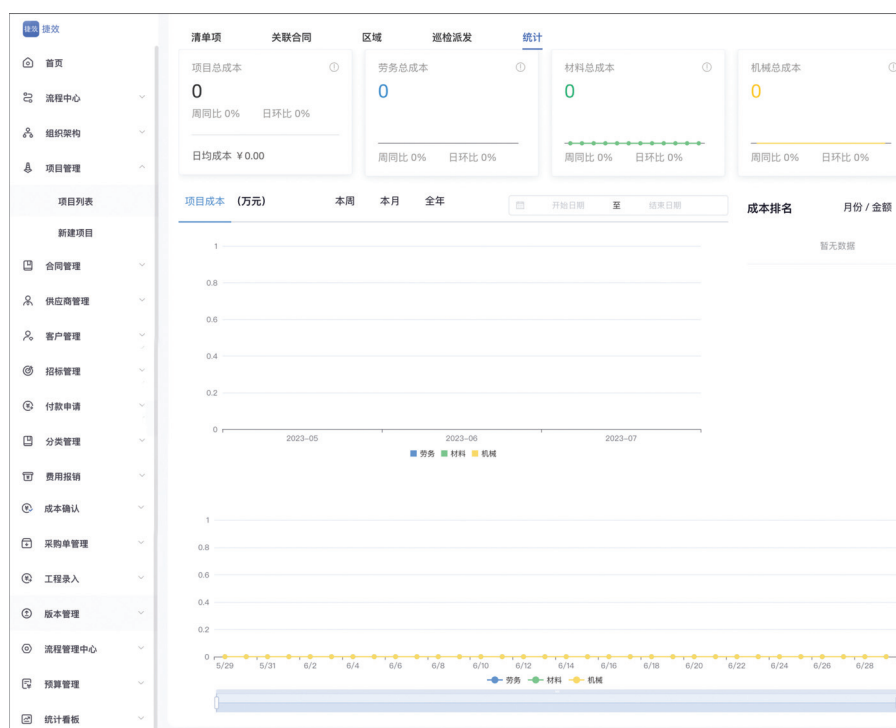 捷效 捷效
首页
流程中心
组织架构
项目管理
项目列表
新建项目
合同管理
供应商管理
客户管理
招标管理
付款申请
分类管理
费用报销
成本确认
采购单管理
工程录入
版本管理
流程管理中心
预算管理
统计看板
清单项 关联合同 区域 巡检派发 统计
项目总成本
0
周同比 0% 日环比 0%
日均成本 ¥0.00
劳务总成本
0
周同比 0% 日环比 0%
材料总成本
0
周同比 0% 日环比 0%
机械总成本
0
周同比 0% 日环比 0%
项目成本 (万元) 本周 本月 全年 开始日期 至 结束日期
成本排名 月份 / 金额
暂无数据
1
0.8
0.6
0.4
0.2
0
2023-05 2023-06 2023-07
劳务 材料 机械
1
0.8
0.6
0.4
0.2
0
5/29 5/31 6/2 6/4 6/6 6/8 6/10 6/12 6/14 6/16 6/18 6/20 6/22 6/24 6/26 6/28
劳务 材料 机械